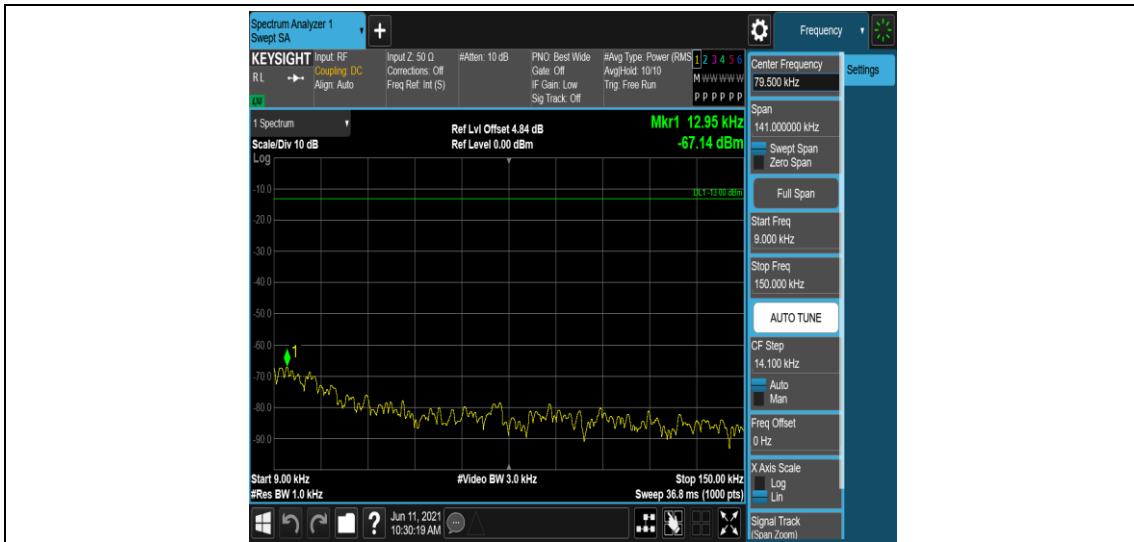 Spectrum Analyzer 1
Swept SA
+
Frequency
KEYSIGHT
RL
Input: RF
Coupling: DC
Align: Auto
Input Z: 50 Ω
Corrections: Off
Freq Ref: Int (S)
#Atten: 10 dB
PNO: Best Wide
Gate: Off
IF Gain: Low
Sig Track: Off
#Avg Type: Power (RMS
Avg|Hold: 10/10
Trig: Free Run
1 2 3 4 5 6
M W W W W W
P P P P P P
1 Spectrum
Scale/Div 10 dB
Log
Ref Lvl Offset 4.84 dB
Ref Level 0.00 dBm
Mkr1 12.95 kHz
-67.14 dBm
DL1 -13.00 dBm
-10.0
-20.0
-30.0
-40.0
-50.0
-60.0
1
-70.0
-80.0
-90.0
Start 9.00 kHz
#Res BW 1.0 kHz
#Video BW 3.0 kHz
Stop 150.00 kHz
Sweep 36.8 ms (1000 pts)
?
Jun 11, 2021
10:30:19 AM
Center Frequency
79.500 kHz
Settings
Span
141.000000 kHz
Swept Span
Zero Span
Full Span
Start Freq
9.000 kHz
Stop Freq
150.000 kHz
AUTO TUNE
CF Step
14.100 kHz
Auto
Man
Freq Offset
0 Hz
X Axis Scale
Log
Lin
Signal Track
(Span Zoom)